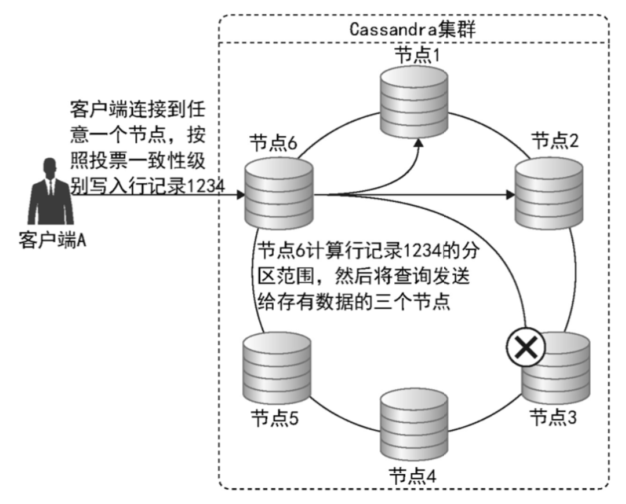 Cassandra集群
节点1
客户端连接到任
意一个节点，按
照投票一致性级
别写入行记录1234
节点6
节点2
客户端A
节点6计算行记录1234的分
区范围，然后将查询发送
给存有数据的三个节点
节点5
节点3
节点4